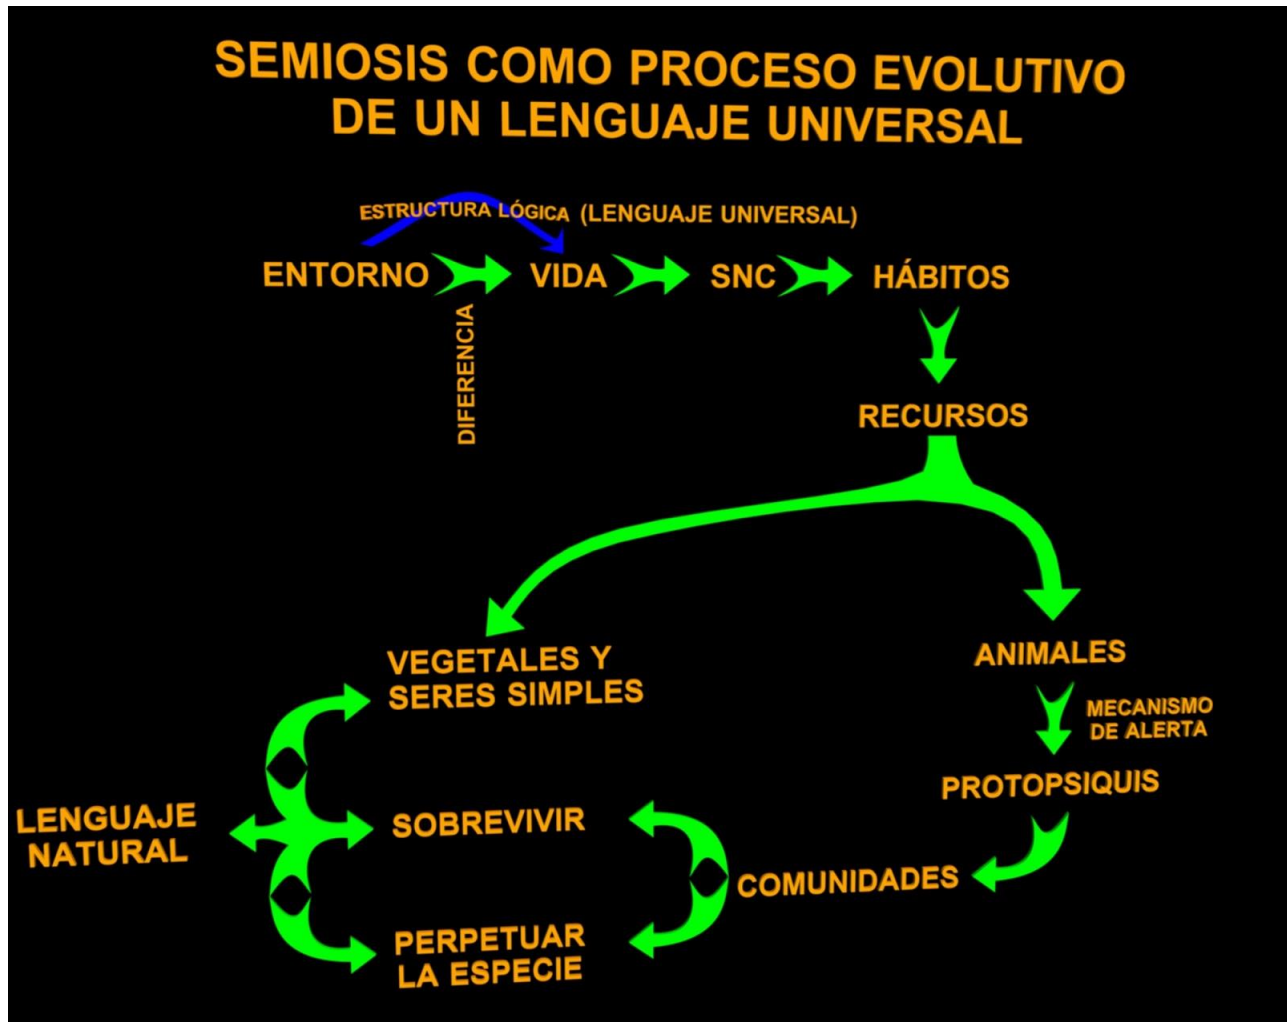 SEMIOSIS COMO PROCESO EVOLUTIVO
DE UN LENGUAJE UNIVERSAL
ESTRUCTURA LÓGICA (LENGUAJE UNIVERSAL)
ENTORNO VIDA SNC HÁBITOS
DIFERENCIA
RECURSOS
VEGETALES Y
SERES SIMPLES
ANIMALES
MECANISMO
DE ALERTA
PROTOPSIQUIS
LENGUAJE
NATURAL
SOBREVIVIR
COMUNIDADES
PERPETUAR
LA ESPECIE